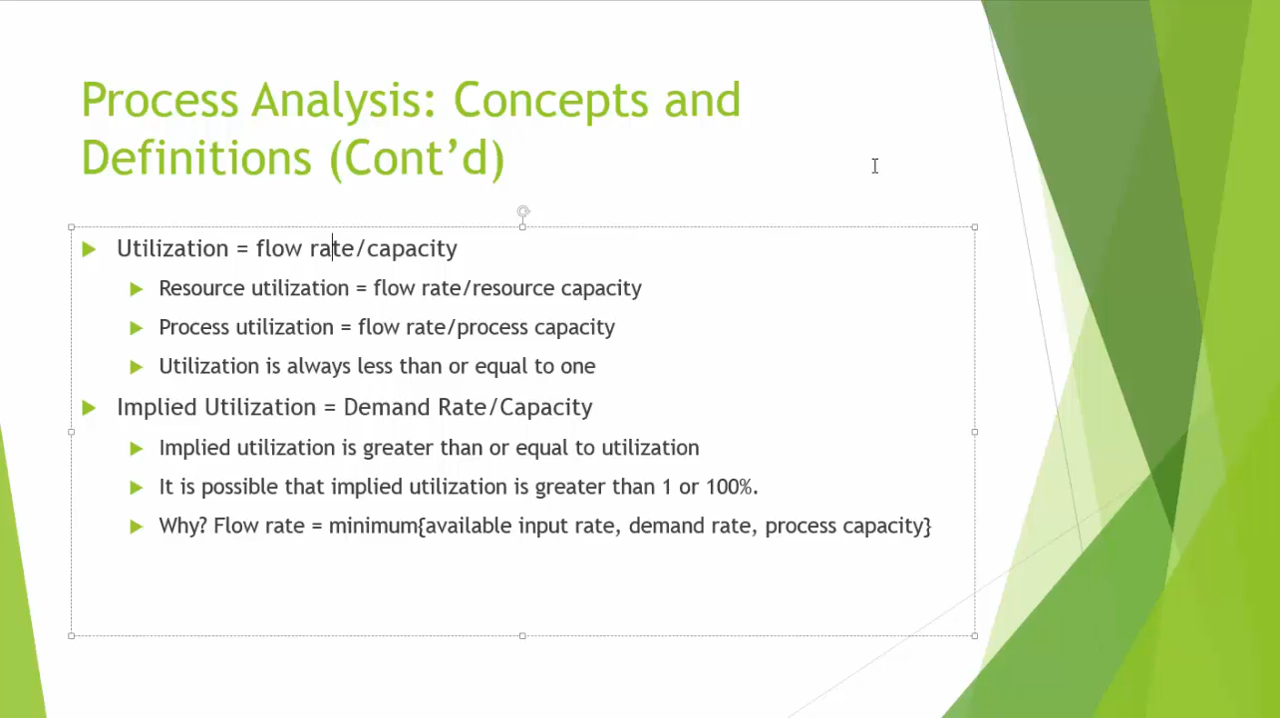 Process Analysis: Concepts and
Definitions (Cont’d)
Utilization = flow rate/capacity
Resource utilization = flow rate/resource capacity
Process utilization = flow rate/process capacity
Utilization is always less than or equal to one
Implied Utilization = Demand Rate/Capacity
Implied utilization is greater than or equal to utilization
It is possible that implied utilization is greater than 1 or 100%.
Why? Flow rate = minimum{available input rate, demand rate, process capacity}